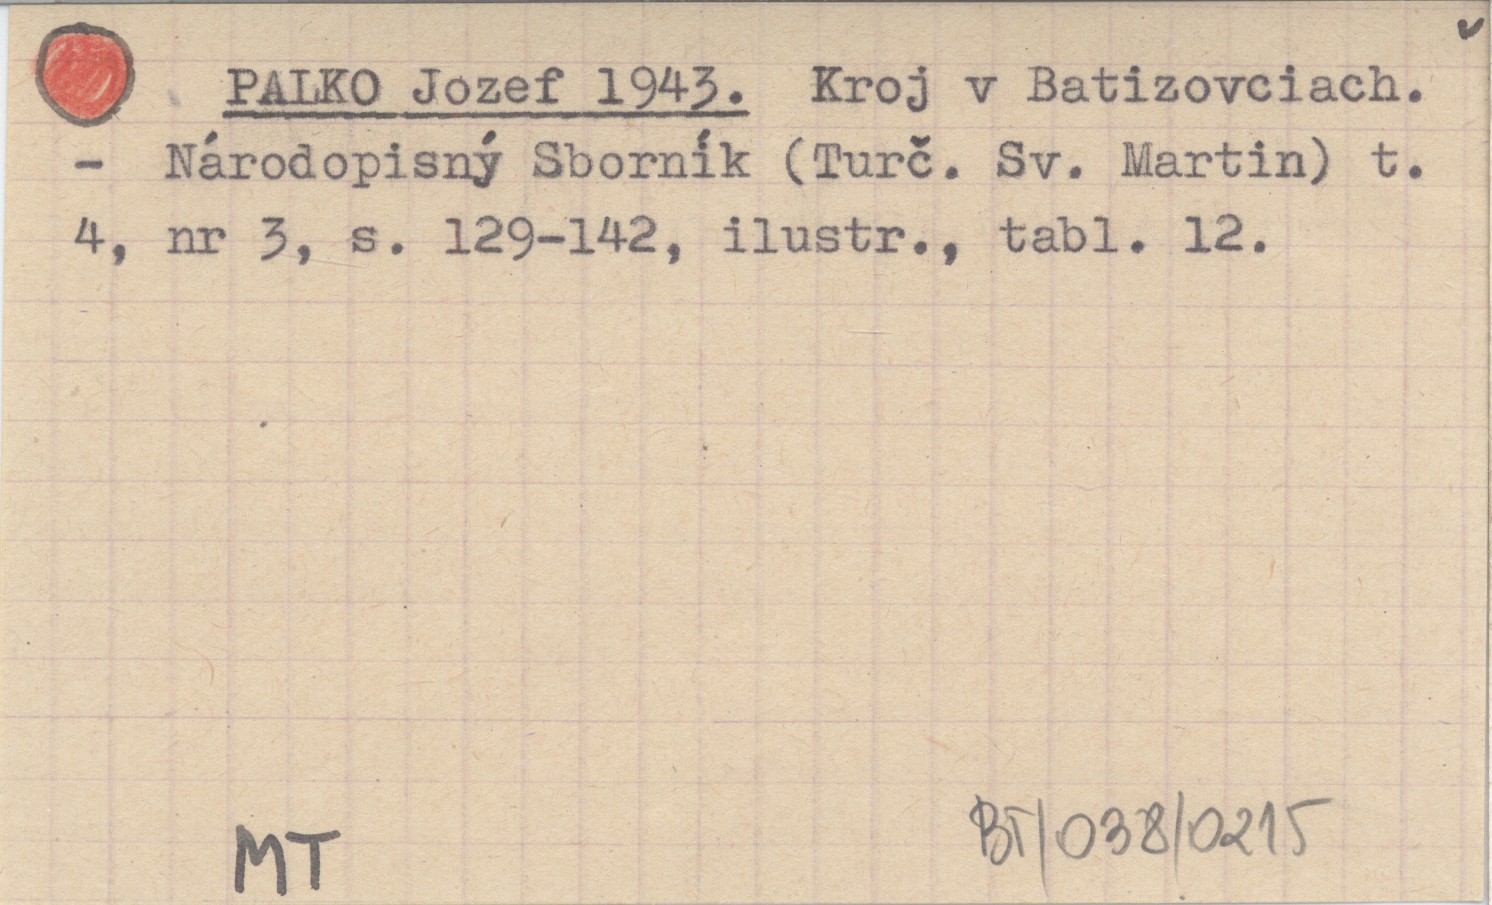 PALKO Jozef 1943. Kroj v Batizovciach.
- Národopisný Sborník (Turč. Sv. Martin) t.
4, nr 3, s. 129-142, ilustr., tabl. 12.
MT
BT/038/0215